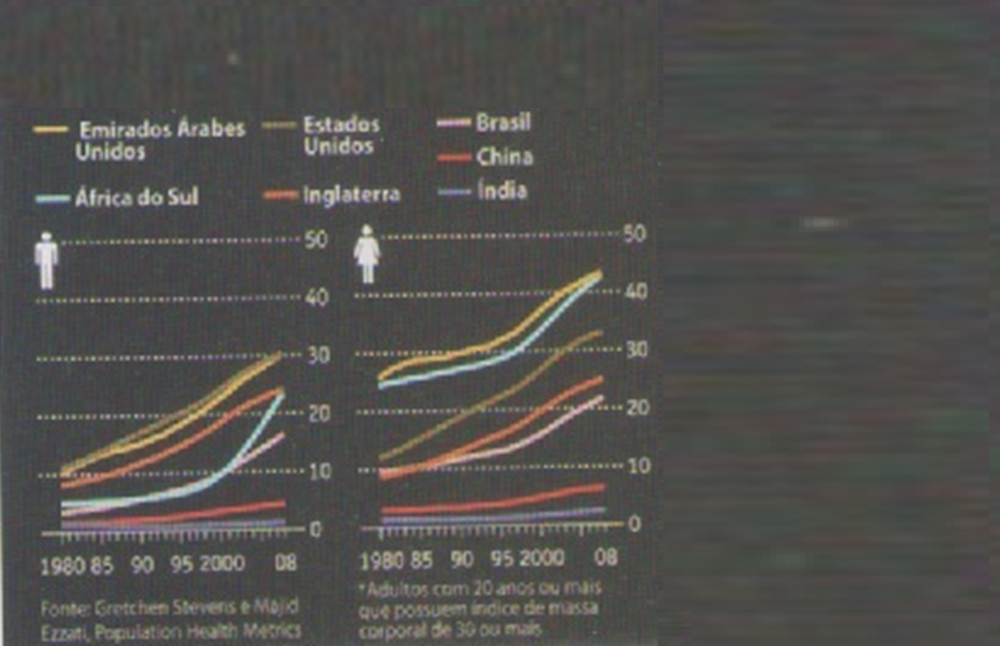 Emirados Árabes
Unidos
Estados
Unidos
Brasil
China
África do Sul
Inglaterra
Índia
50
40
30
20
10
0
1980 85 90 95 2000 08
50
40
30
20
10
0
1980 85 90 95 2000 08
Fonte: Gretchen Stevens e Majid
Ezzati, Population Health Metrics
*Adultos com 20 anos ou mais
que possuem índice de massa
corporal de 30 ou mais